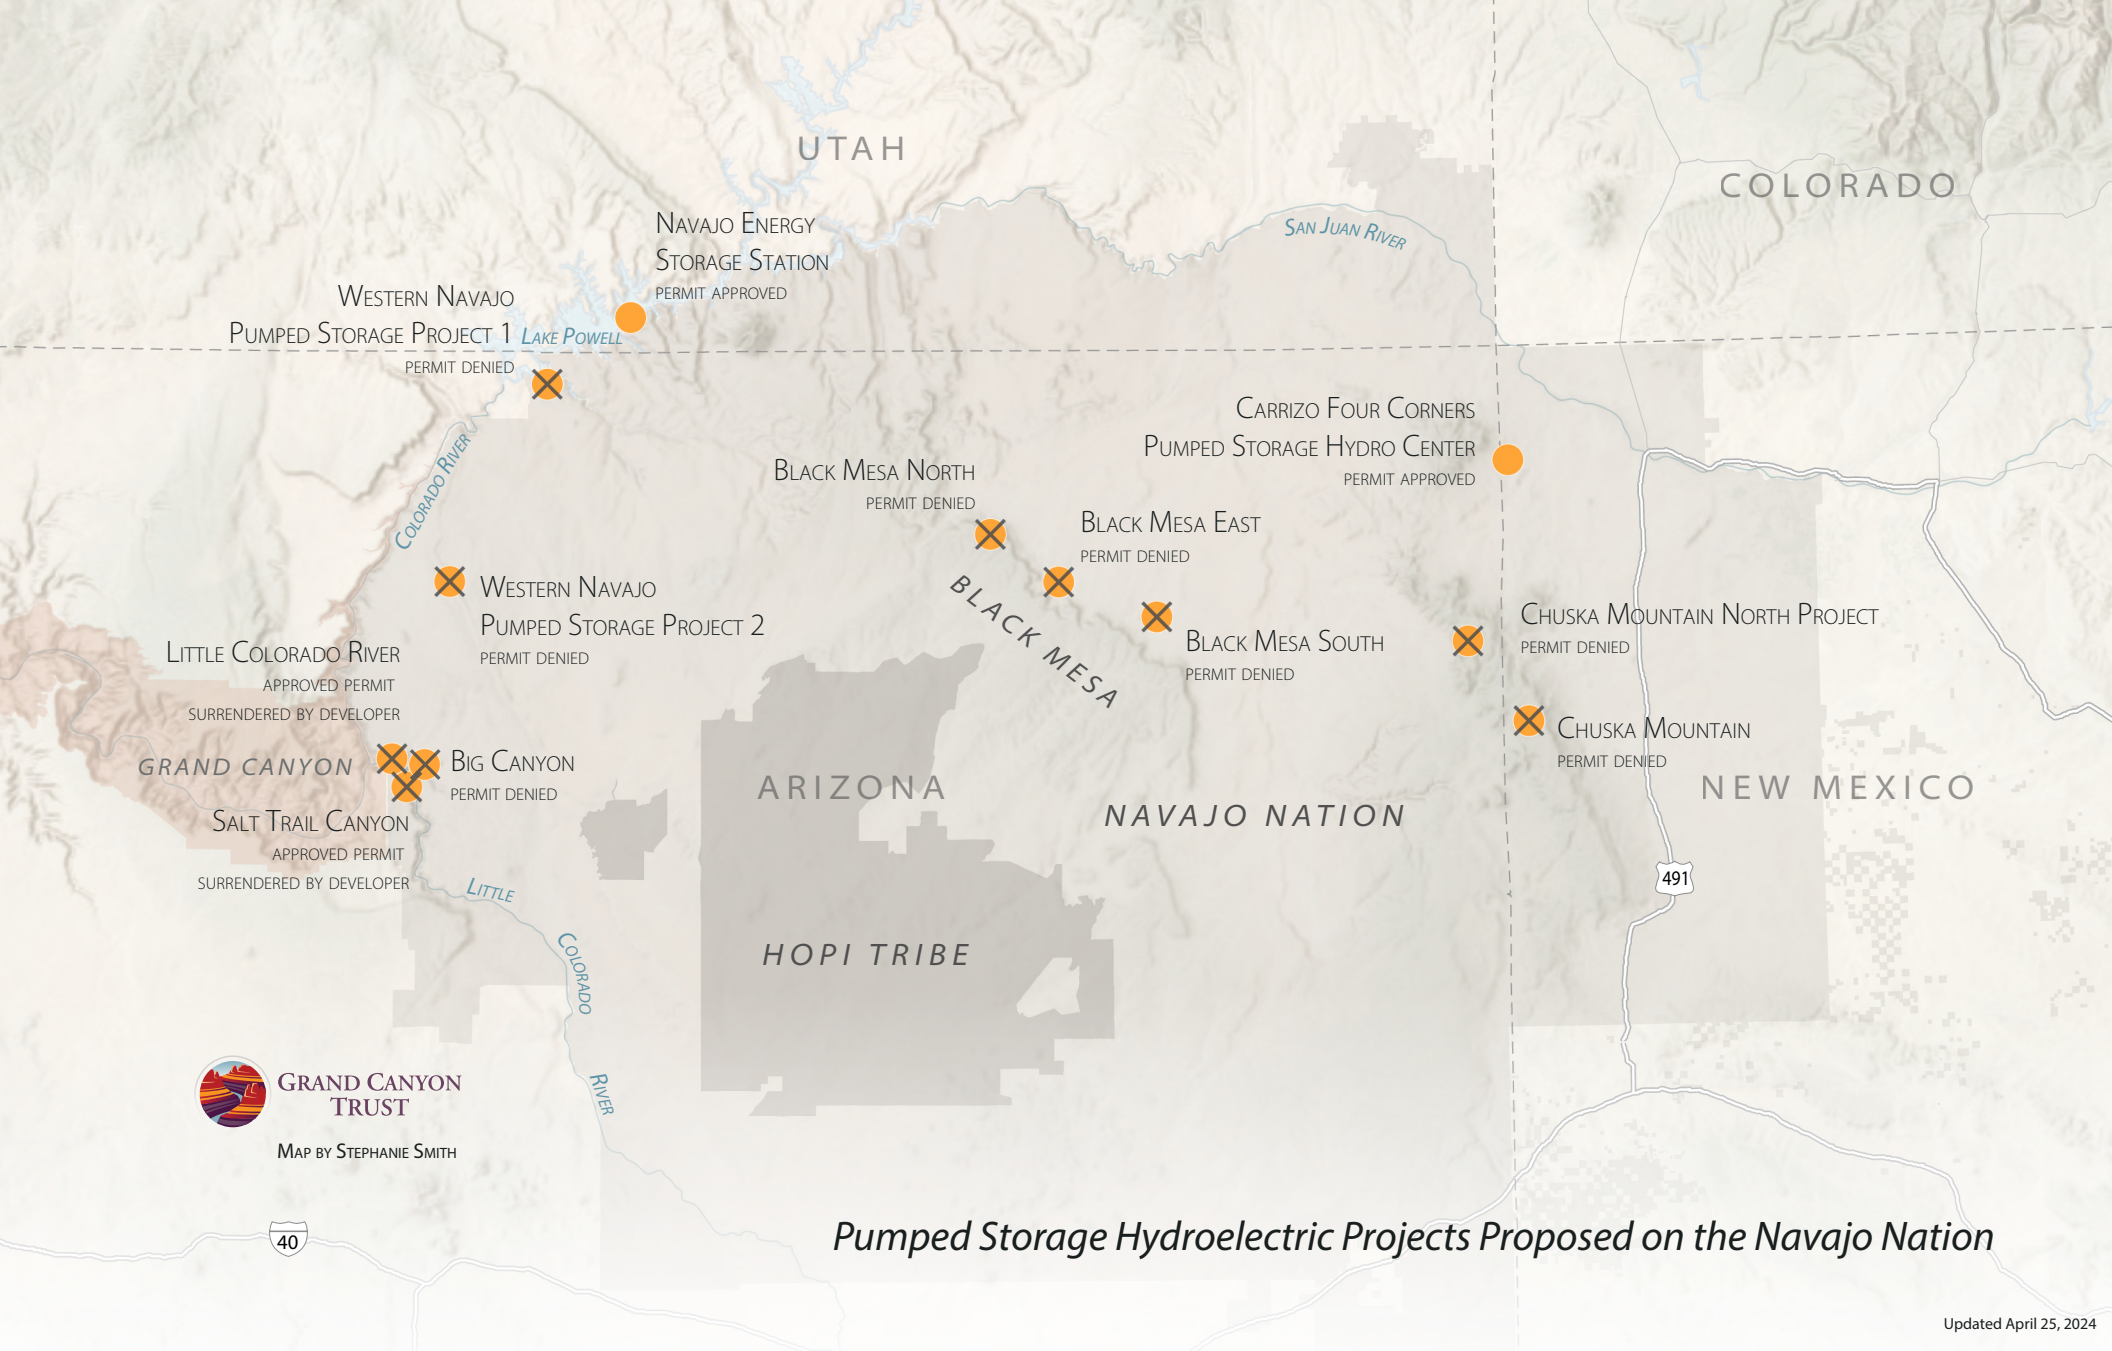 UTAH
COLORADO
SAN JUAN RIVER
NAVAJO ENERGY
STORAGE STATION
PERMIT APPROVED
WESTERN NAVAJO
PUMPED STORAGE PROJECT 1
PERMIT DENIED
LAKE POWELL
COLORADO RIVER
CARRIZO FOUR CORNERS
PUMPED STORAGE HYDRO CENTER
PERMIT APPROVED
BLACK MESA NORTH
PERMIT DENIED
BLACK MESA EAST
PERMIT DENIED
BLACK MESA
BLACK MESA SOUTH
PERMIT DENIED
WESTERN NAVAJO
PUMPED STORAGE PROJECT 2
PERMIT DENIED
CHUSKA MOUNTAIN NORTH PROJECT
PERMIT DENIED
CHUSKA MOUNTAIN
PERMIT DENIED
LITTLE COLORADO RIVER
APPROVED PERMIT
SURRENDERED BY DEVELOPER
GRAND CANYON
BIG CANYON
PERMIT DENIED
SALT TRAIL CANYON
APPROVED PERMIT
SURRENDERED BY DEVELOPER
ARIZONA
NAVAJO NATION
NEW MEXICO
491
LITTLE
COLORADO
RIVER
HOPI TRIBE
GRAND CANYON
TRUST
MAP BY STEPHANIE SMITH
40
Pumped Storage Hydroelectric Projects Proposed on the Navajo Nation
Updated April 25, 2024